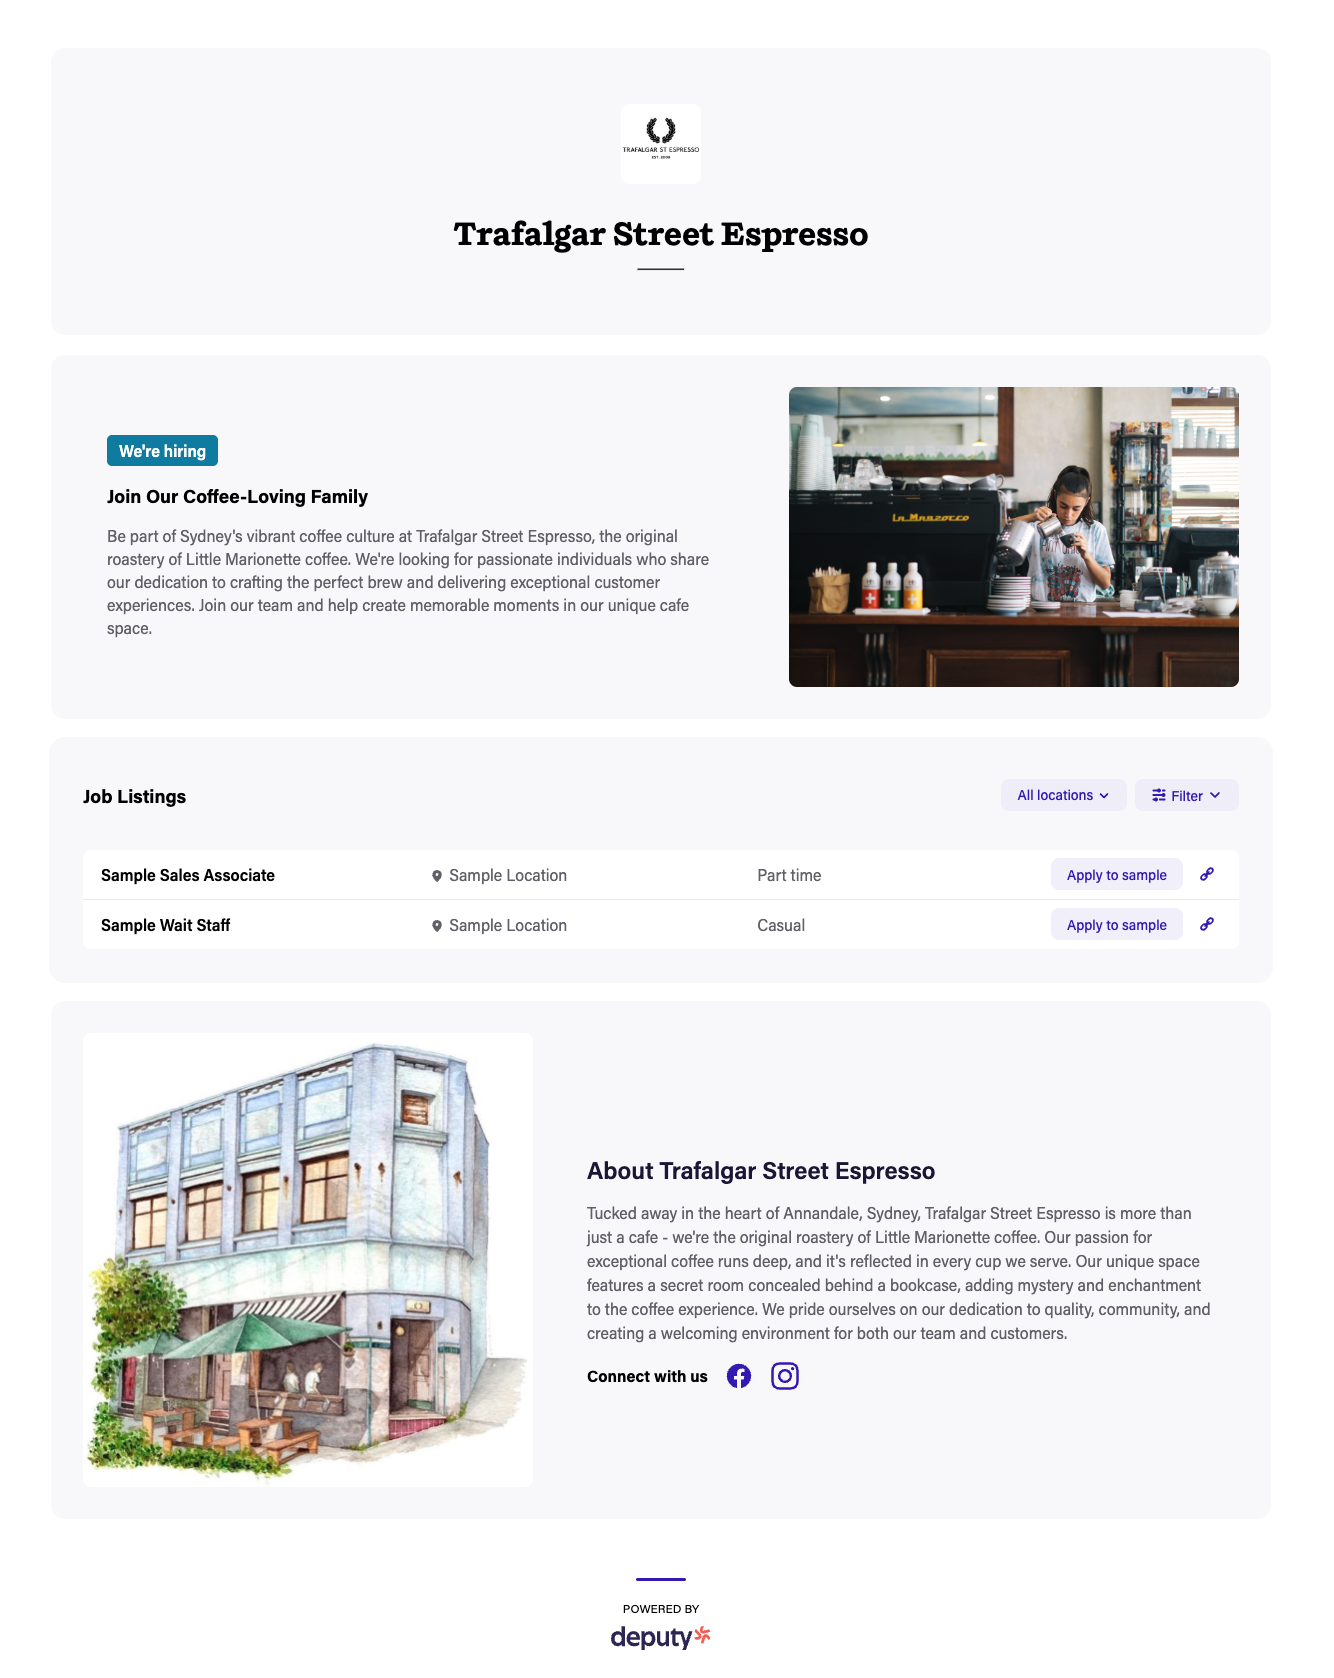 TRAFALGAR ST ESPRESSO
EST. 2008
Trafalgar Street Espresso
We're hiring
Join Our Coffee-Loving Family
Be part of Sydney's vibrant coffee culture at Trafalgar Street Espresso, the original
roastery of Little Marionette coffee. We're looking for passionate individuals who share
our dedication to crafting the perfect brew and delivering exceptional customer
experiences. Join our team and help create memorable moments in our unique cafe
space.
La Marzocco
Job Listings
All locations
Filter
Sample Sales Associate Sample Location Part time Apply to sample
Sample Wait Staff Sample Location Casual Apply to sample
About Trafalgar Street Espresso
Tucked away in the heart of Annandale, Sydney, Trafalgar Street Espresso is more than
just a cafe - we're the original roastery of Little Marionette coffee. Our passion for
exceptional coffee runs deep, and it's reflected in every cup we serve. Our unique space
features a secret room concealed behind a bookcase, adding mystery and enchantment
to the coffee experience. We pride ourselves on our dedication to quality, community, and
creating a welcoming environment for both our team and customers.
Connect with us
POWERED BY
deputy